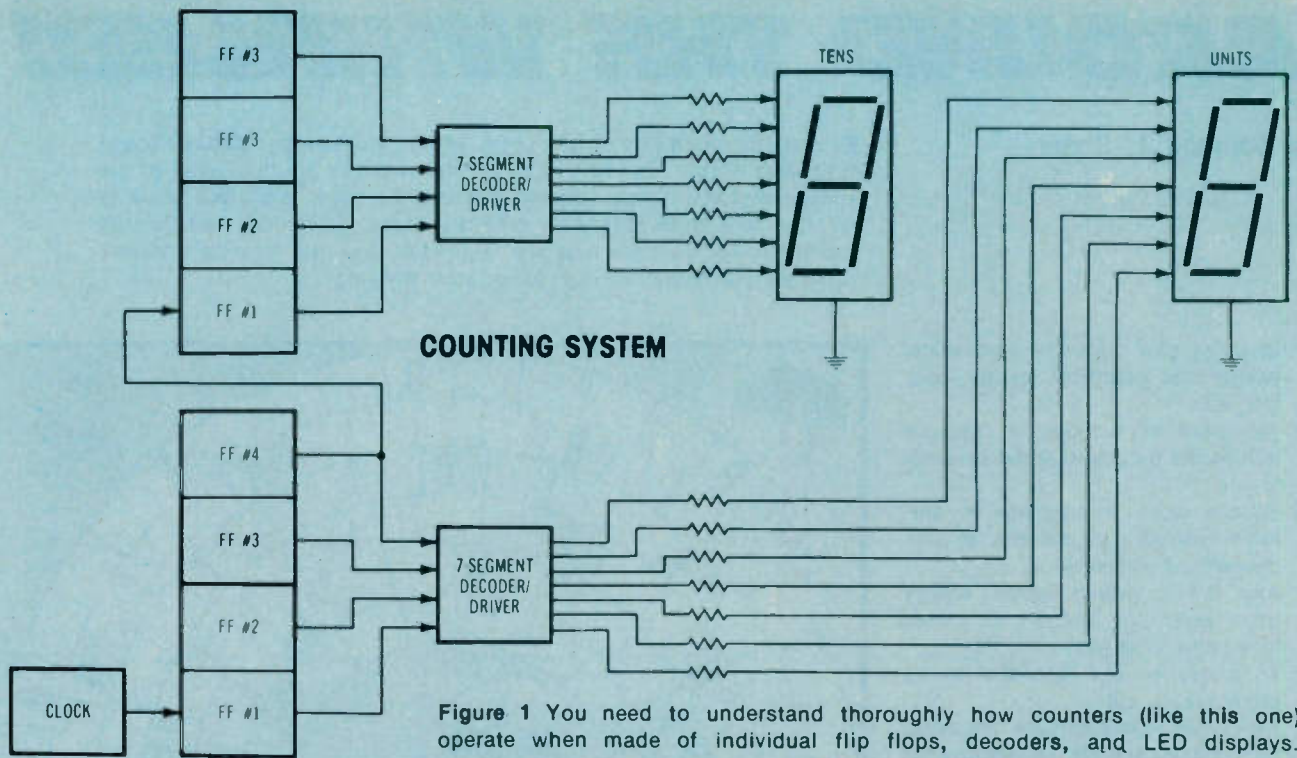 FF #3
FF #3
FF #2
FF #1
7 SEGMENT
DECODER/
DRIVER
TENS
UNITS
COUNTING SYSTEM
FF #4
FF #3
FF #2
FF #1
7 SEGMENT
DECODER/
DRIVER
CLOCK
Figure 1 You need to understand thoroughly how counters (like this one)
operate when made of individual flip flops, decoders, and LED displays.